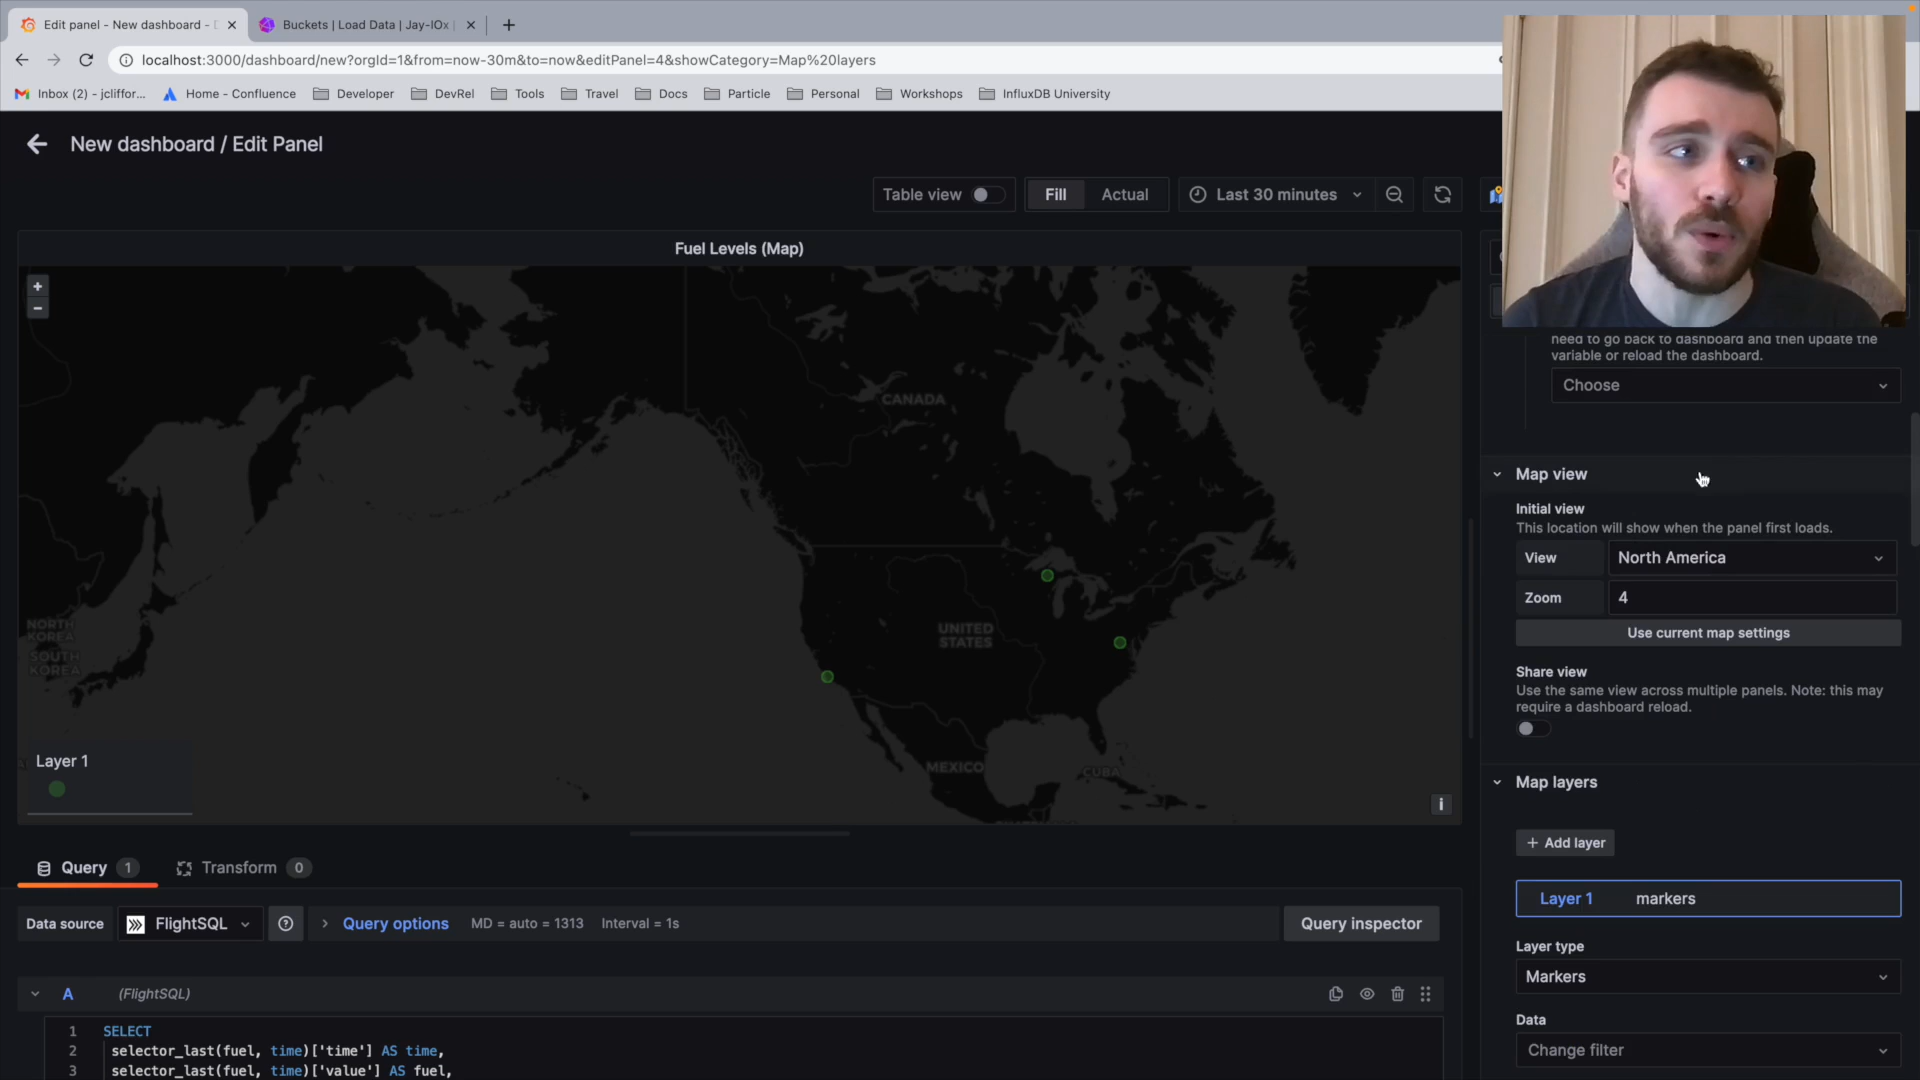 Edit panel - New dashboard -
Buckets | Load Data | Jay-IOx |
localhost:3000/dashboard/new?orgId=1&from=now-30m&to=now&editPanel=4&showCategory=Map%20layers
Inbox (2) - jcliffor...
Home - Confluence
Developer
DevRel
Tools
Travel
Docs
Particle
Personal
Workshops
InfluxDB University
New dashboard / Edit Panel
Table view
Fill
Actual
Last 30 minutes
Fuel Levels (Map)
+
-
CANADA
UNITED
STATES
MEXICO
CUBA
NORTH
KOREA
SOUTH
KOREA
Layer 1
i
need to go back to dashboard and then update the
variable or reload the dashboard.
Choose
Map view
Initial view
This location will show when the panel first loads.
View
North America
Zoom
4
Use current map settings
Share view
Use the same view across multiple panels. Note: this may
require a dashboard reload.
Map layers
+ Add layer
Layer 1
markers
Layer type
Markers
Data
Change filter
Query
1
Transform
0
Data source
FlightSQL
Query options
MD = auto = 1313
Interval = 1s
Query inspector
A
(FlightSQL)
1 SELECT
2 selector_last(fuel, time)['time'] AS time,
3 selector_last(fuel, time)['value'] AS fuel,